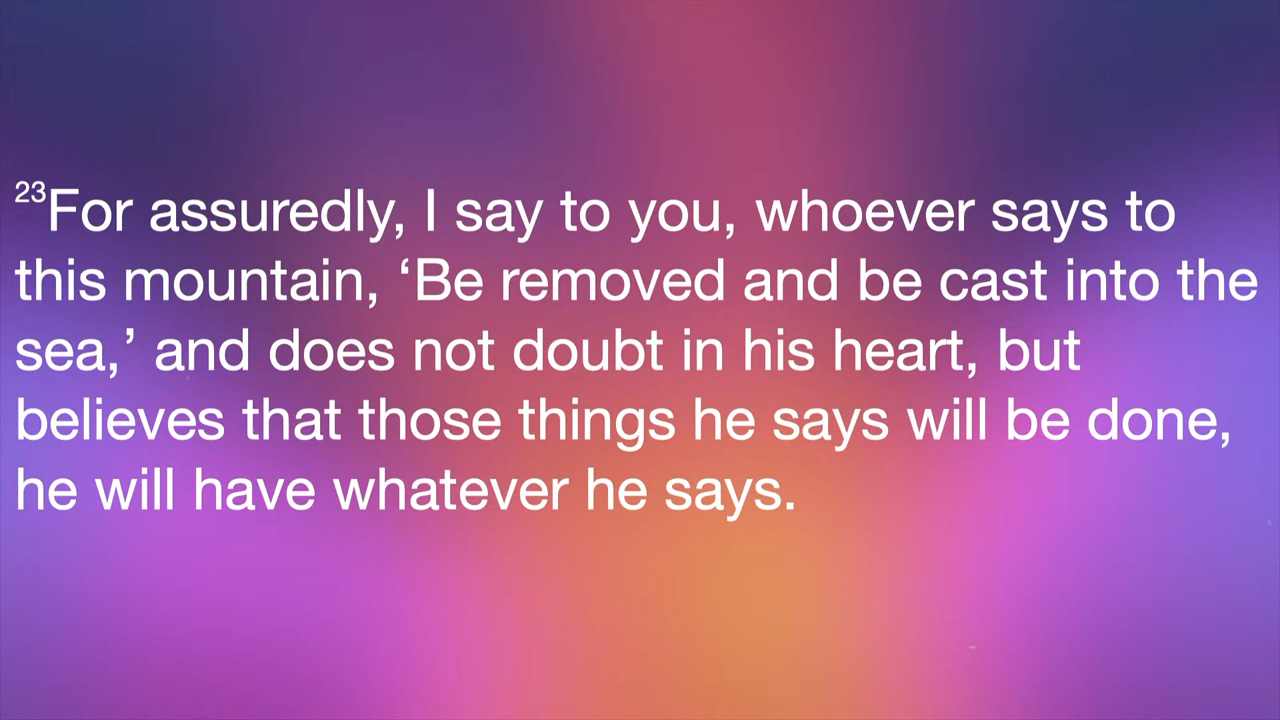 23For assuredly, I say to you, whoever says to
this mountain, ‘Be removed and be cast into the
sea,’ and does not doubt in his heart, but
believes that those things he says will be done,
he will have whatever he says.